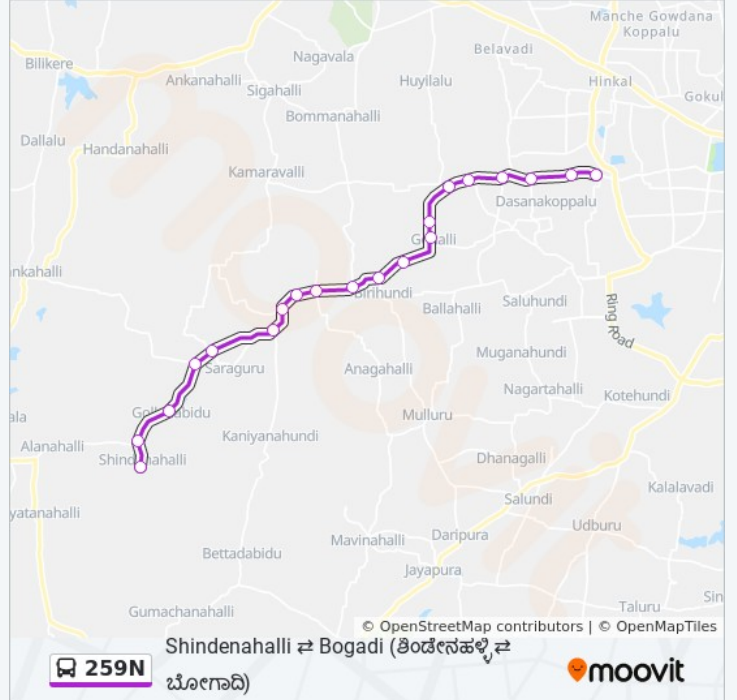 Manche Gowdana
Koppalu
Belavadi
Nagavala
Bilikere
Ankanahalli
Huyilalu
Hinkal
Sigahalli
Gokul
Bommanahalli
Dallalu
Handanahalli
Kamaravalli
Dasanakoppalu
nkahalli
Birihundi
Saluhundi
Ballahalli
Ring Road
Muganahundi
Saraguru
Anagahalli
Nagartahalli
Kotehundi
ala
Mulluru
Kaniyanahundi
Alanahalli
Dhanagalli
Kalalavadi
Salundi
yatanahalli
Udburu
Daripura
Mavinahalli
Bettadabidu
Jayapura
Sin
Taluru
Gumachanahalli
© OpenStreetMap contributors | © OpenMapTiles
Shindenahalli ⇄ Bogadi (ಶಿಂಡೇನಹಳ್ಳಿ ⇄
259N
ಬೋಗಾದಿ)
moovit